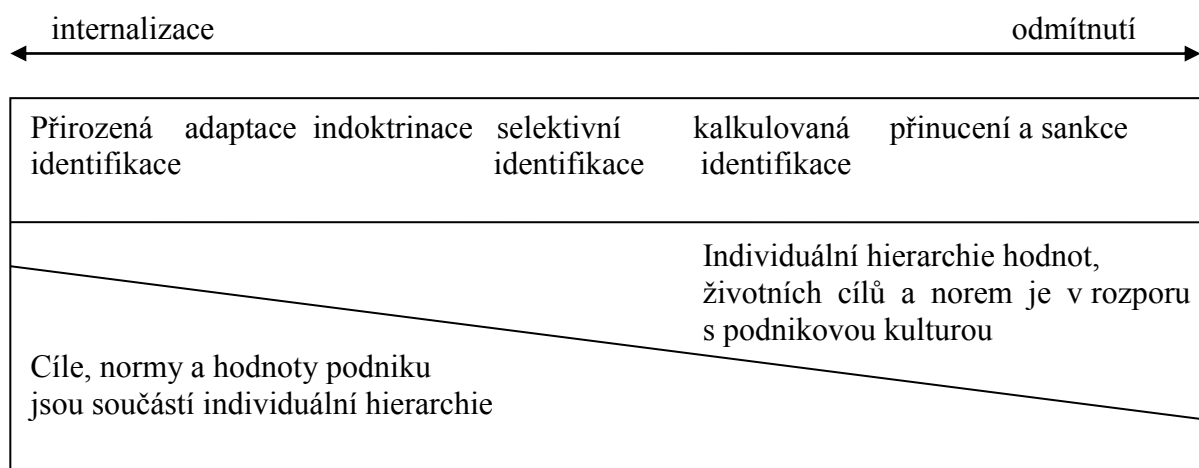 internalizace odmítnutí
Přirozená adaptace indoktrinace selektivní kalkulovaná přinucení a sankce
identifikace identifikace identifikace
Individuální hierarchie hodnot,
životních cílů a norem je v rozporu
s podnikovou kulturou
Cíle, normy a hodnoty podniku
jsou součástí individuální hierarchie